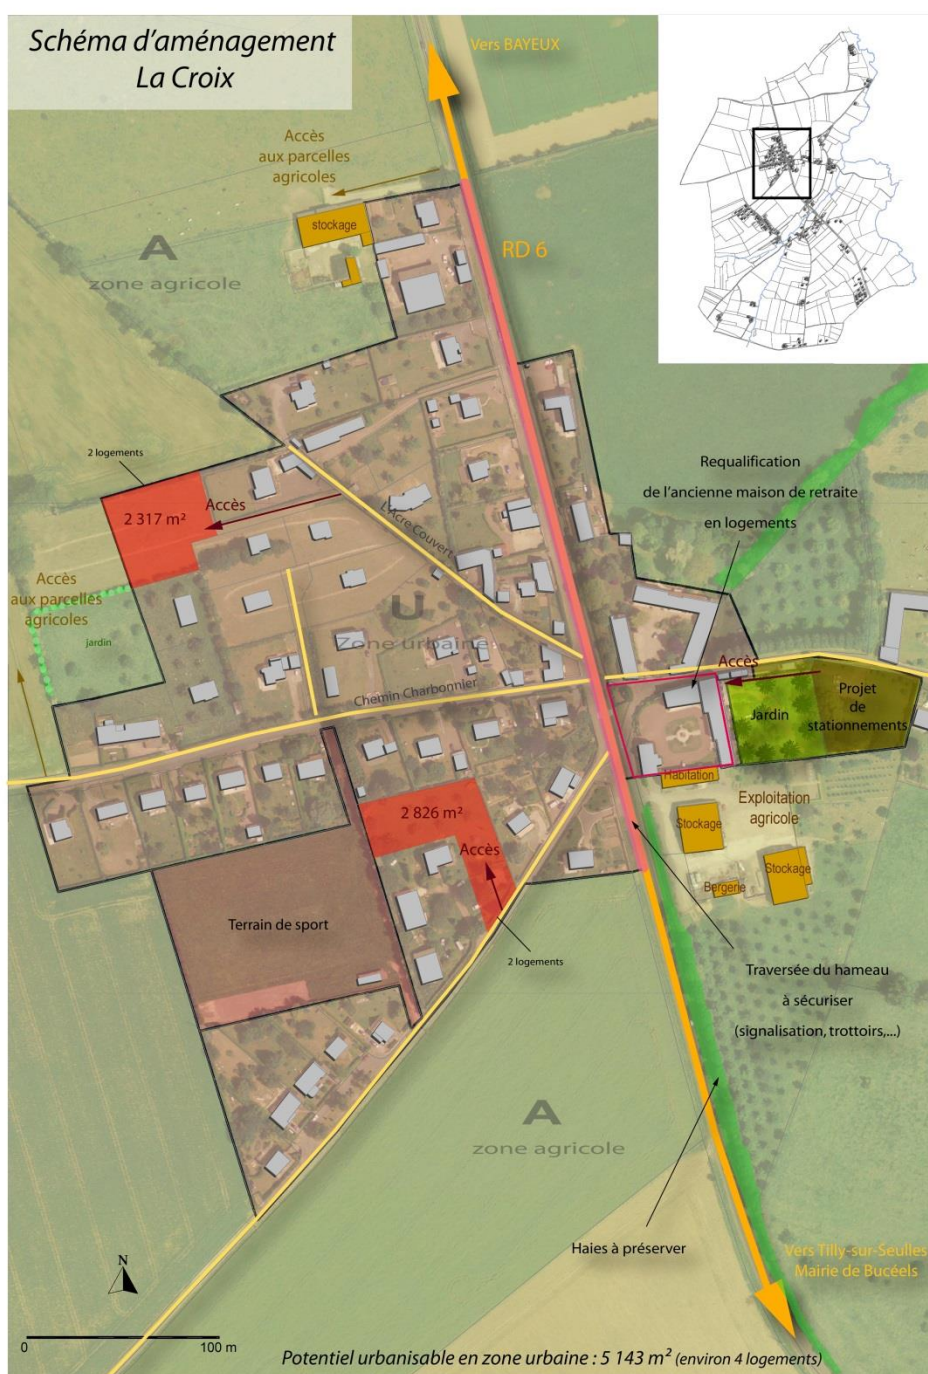 Schéma d’aménagement
La Croix
Vers BAYEUX
Accès
aux parcelles
agricoles
stockage
A
zone agricole
RD 6
2 logements
Requalification
de l’ancienne maison de retraite
en logements
2 317 m²
Accès
L’Acre Couvert
Accès
aux parcelles
agricoles
jardin
U
Zone urbaine
Chemin Charbonnier
Accès
Jardin
Projet
de
stationnements
Habitation
Exploitation
agricole
Stockage
Stockage
Bergerie
2 826 m²
Accès
Terrain de sport
2 logements
Traversée du hameau
à sécuriser
(signalisation, trottoirs,...)
A
zone agricole
Haies à préserver
Vers Tilly-sur-Seulles
Mairie de Bucéels
N
0 100 m
Potentiel urbanisable en zone urbaine : 5 143 m² (environ 4 logements)